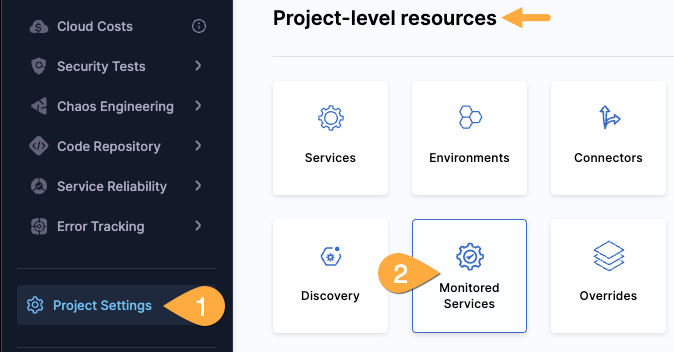 Cloud Costs
Security Tests
Chaos Engineering
Code Repository
Service Reliability
Error Tracking
Project Settings
1
Project-level resources
Services
Environments
Connectors
Discovery
2
Monitored
Services
Overrides